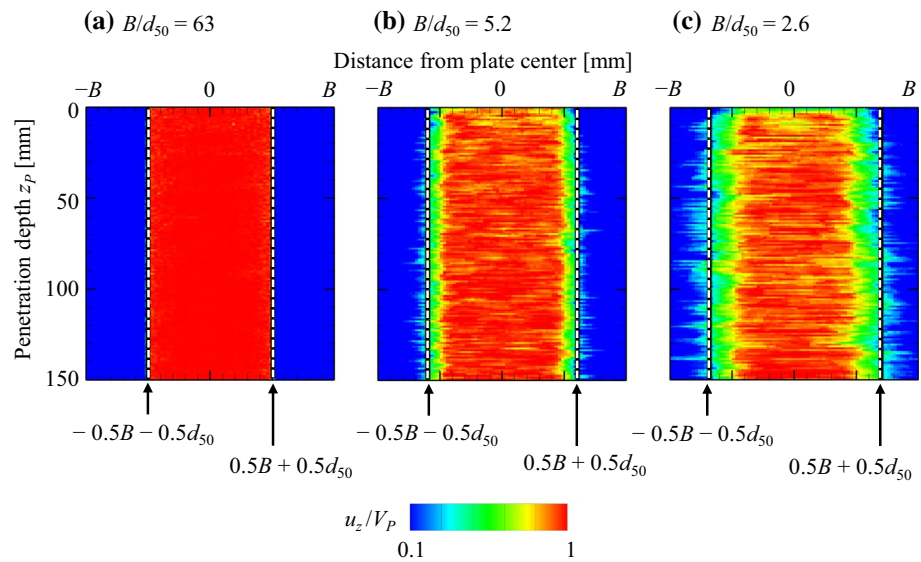 (a) B/d50 = 63
(b) B/d50 = 5.2
(c) B/d50 = 2.6
Distance from plate center [mm]
−B 0 B
−B 0 B
−B 0 B
Penetration depth zP [mm]
0
50
100
150
− 0.5B − 0.5d50
0.5B + 0.5d50
− 0.5B − 0.5d50
0.5B + 0.5d50
− 0.5B − 0.5d50
0.5B + 0.5d50
uz/VP
0.1 1